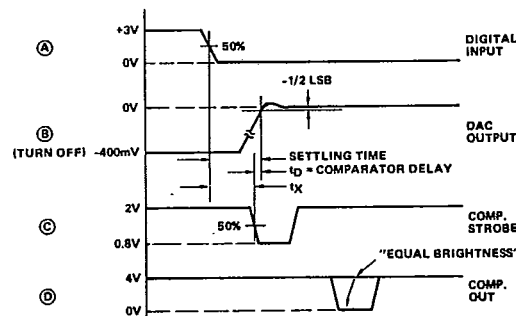 +3V
Ⓐ
50%
DIGITAL
INPUT
0V
-1/2 LSB
0V
Ⓑ
DAC
OUTPUT
(TURN OFF)
-400mV
SETTLING TIME
tD = COMPARATOR DELAY
tX
2V
Ⓒ
50%
COMP.
STROBE
0.8V
"EQUAL BRIGHTNESS"
4V
Ⓓ
COMP.
OUT
0V